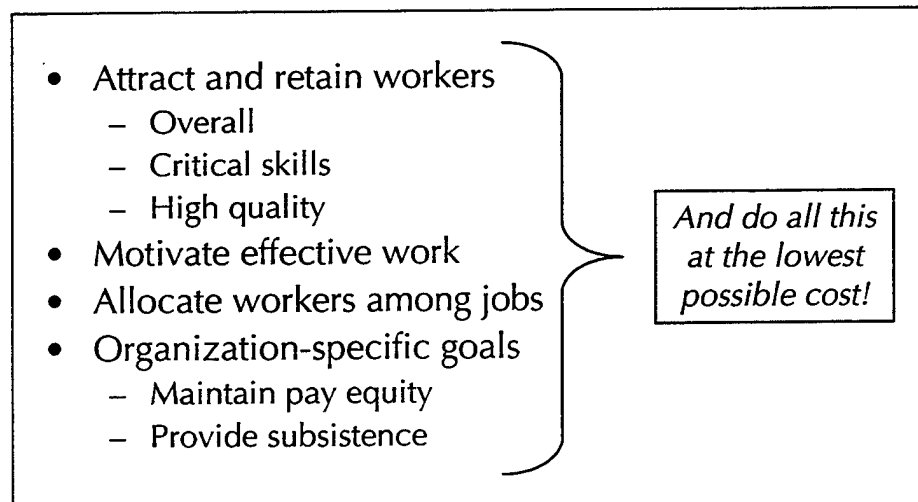 • Attract and retain workers
– Overall
– Critical skills
– High quality
• Motivate effective work
• Allocate workers among jobs
• Organization-specific goals
– Maintain pay equity
– Provide subsistence
And do all this
at the lowest
possible cost!